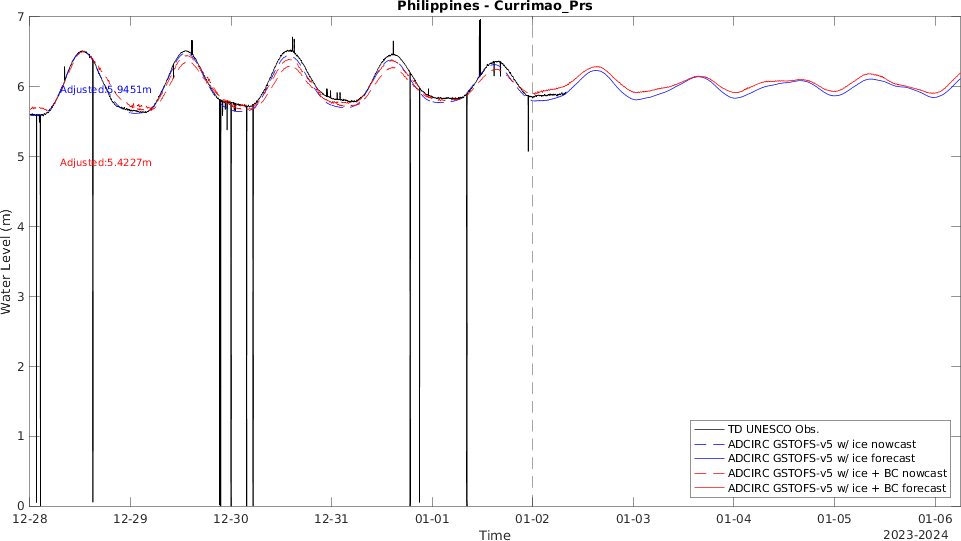 Philippines - Currimao_Prs
7
6
5
4
3
2
1
0
Water Level (m)
Adjusted:5.9451m
Adjusted:5.4227m
TD UNESCO Obs.
ADCIRC GSTOFS-v5 w/ ice nowcast
ADCIRC GSTOFS-v5 w/ ice forecast
ADCIRC GSTOFS-v5 w/ ice + BC nowcast
ADCIRC GSTOFS-v5 w/ ice + BC forecast
12-28 12-29 12-30 12-31 01-01 01-02 01-03 01-04 01-05 01-06
Time
2023-2024